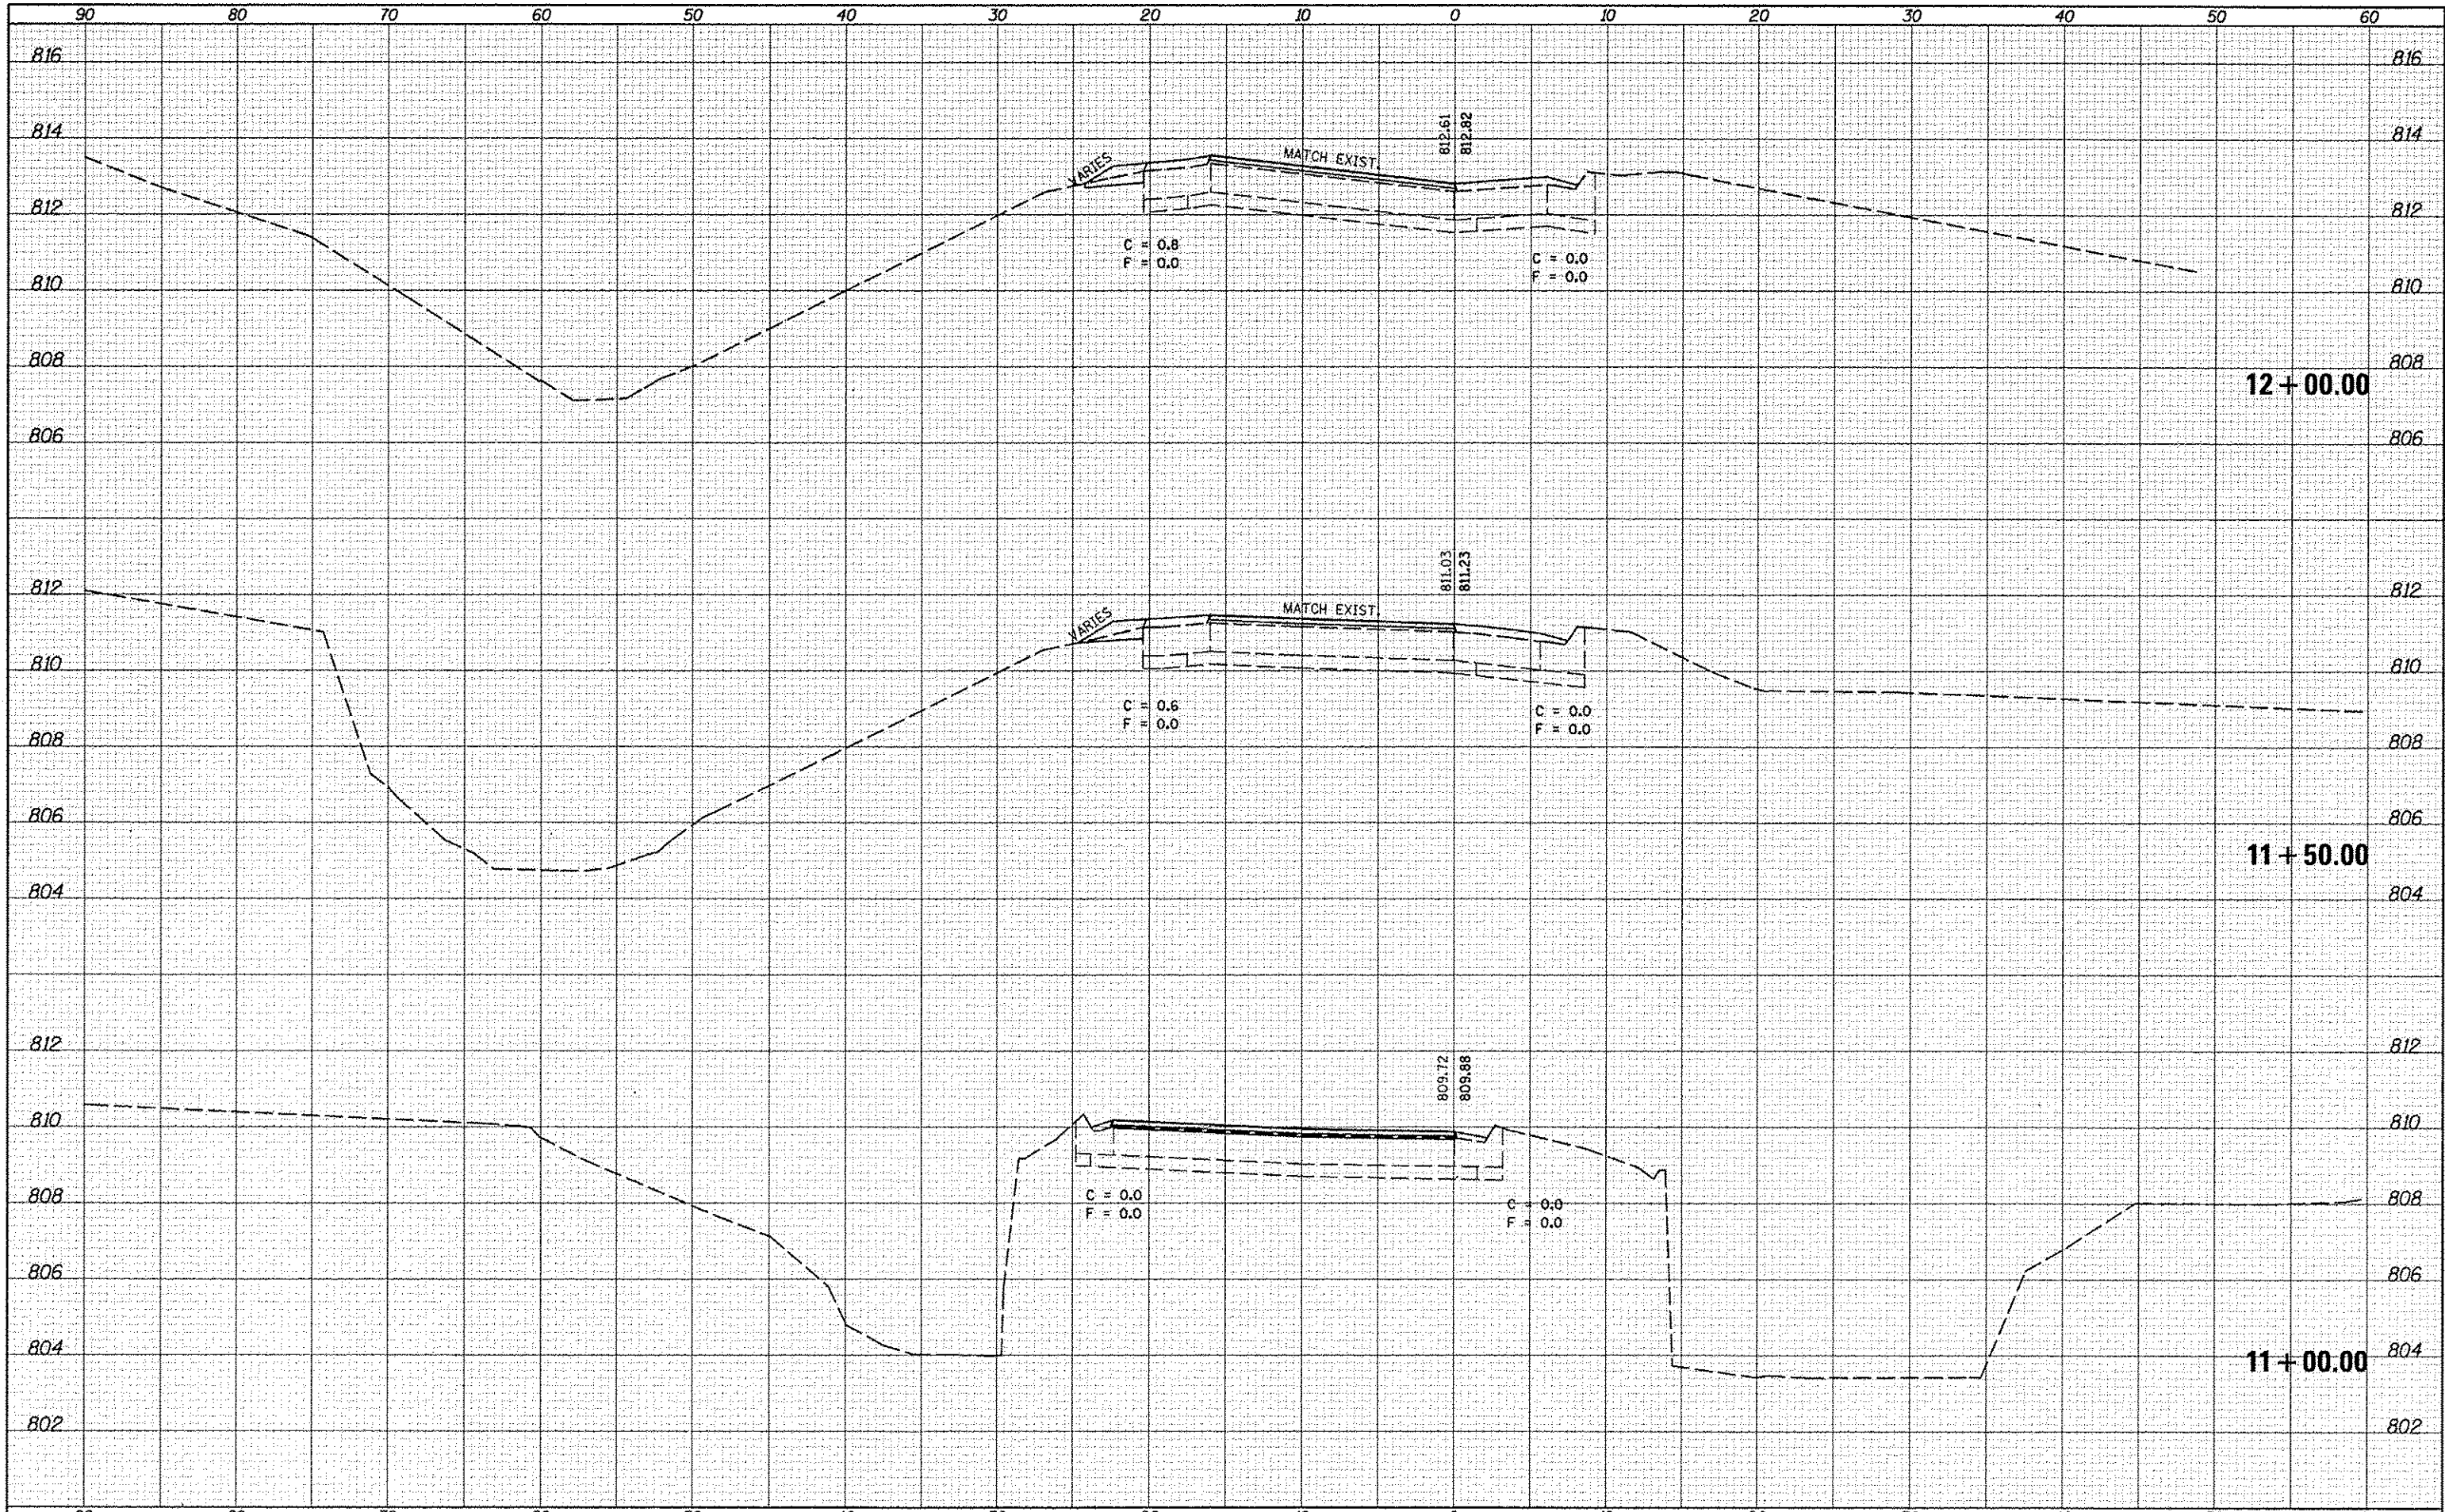 90 80 70 60 50 40 30 20 10 0 10 20 30 40 50 60
816 816
814 814
812.61 812.82
VARIES MATCH EXIST.
812 812
C = 0.8
F = 0.0
C = 0.0
F = 0.0
810 810
808 808
12 + 00.00
806 806
811.03 811.23
812 812
VARIES MATCH EXIST.
810 810
C = 0.6
F = 0.0
C = 0.0
F = 0.0
808 808
806 806
11 + 50.00
804 804
812 812
809.72 809.88
810 810
808 808
C = 0.0
F = 0.0
C = 0.0
F = 0.0
806 806
804 804
11 + 00.00
802 802